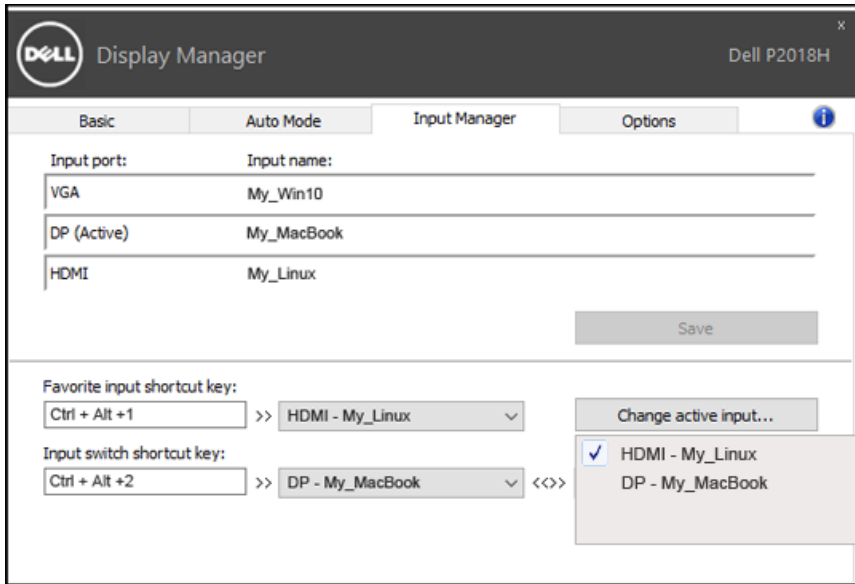 x
DELL Display Manager Dell P2018H
Basic Auto Mode Input Manager Options i
Input port: Input name:
VGA My_Win10
DP (Active) My_MacBook
HDMI My_Linux
Save
Favorite input shortcut key:
Ctrl + Alt +1 >> HDMI - My_Linux Change active input...
Input switch shortcut key:
HDMI - My_Linux
Ctrl + Alt +2 >> DP - My_MacBook <<>> DP - My_MacBook